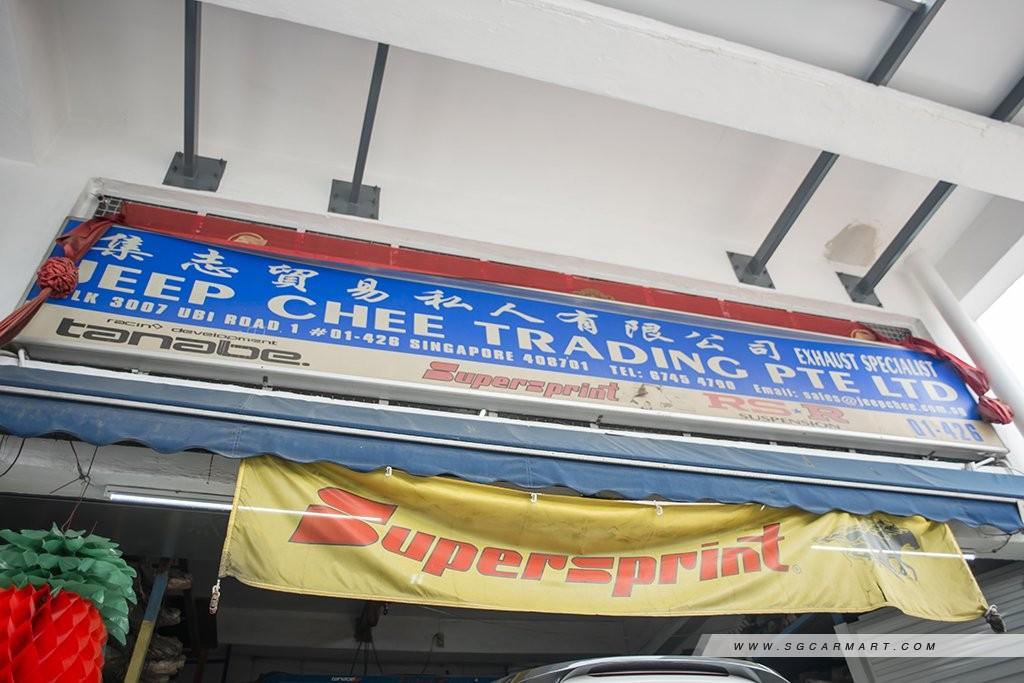 集志貿易私人有限公司 EXHAUST SPECIALIST
JEEP CHEE TRADING PTE LTD
BLK 3007 UBI ROAD 1 #01-426 SINGAPORE 408701 TEL: 6745 4790 Email: sales@jeepchee.com.sg
racing development
tanabe.
Supersprint
RS★R
SUSPENSION
01-426
Supersprint®
tanabe
WWW.SGCARMART.COM